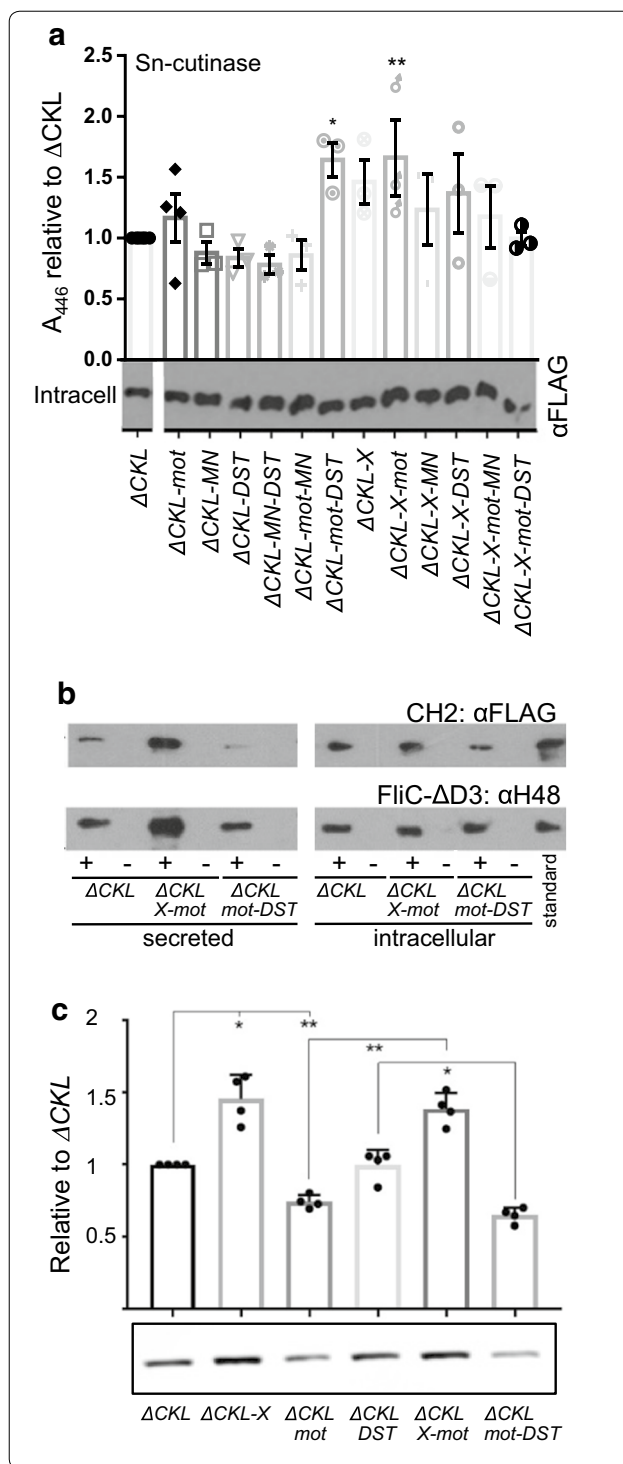 a
Sn-cutinase
A446 relative to ΔCKL
2.5
2.0
1.5
1.0
0.5
0.0
* **
Intracell
αFLAG
ΔCKL
ΔCKL-mot
ΔCKL-MN
ΔCKL-DST
ΔCKL-MN-DST
ΔCKL-mot-MN
ΔCKL-mot-DST
ΔCKL-X
ΔCKL-X-mot
ΔCKL-X-MN
ΔCKL-X-DST
ΔCKL-X-mot-MN
ΔCKL-X-mot-DST
b
CH2: αFLAG
FliC-ΔD3: αH48
+ - + - + - + - + - + - standard
ΔCKL ΔCKL ΔCKL ΔCKL ΔCKL ΔCKL
X-mot mot-DST X-mot mot-DST
secreted intracellular
c
Relative to ΔCKL
2
1.5
1
0.5
* **
** *
ΔCKL ΔCKL-X ΔCKL ΔCKL ΔCKL ΔCKL
mot DST X-mot mot-DST